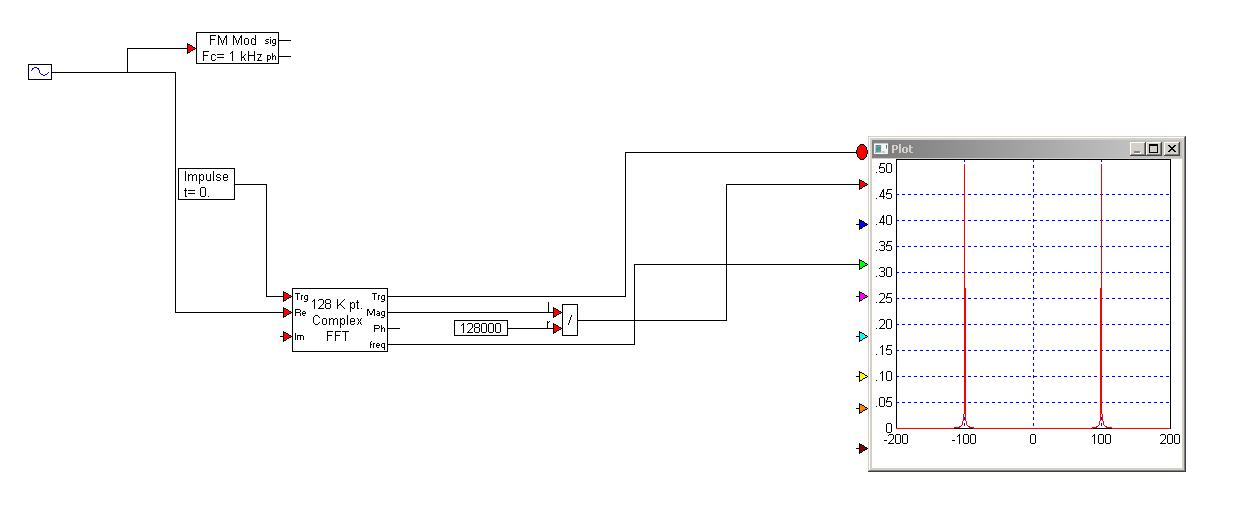 FM Mod sig
Fc= 1 kHz ph
Impulse
t= 0.
Trg 128 K pt. Trg
Re Complex Mag
FFT Ph
Im freq
l
r
128000
/
Plot
.50
.45
.40
.35
.30
.25
.20
.15
.10
.05
0
-200 -100 0 100 200